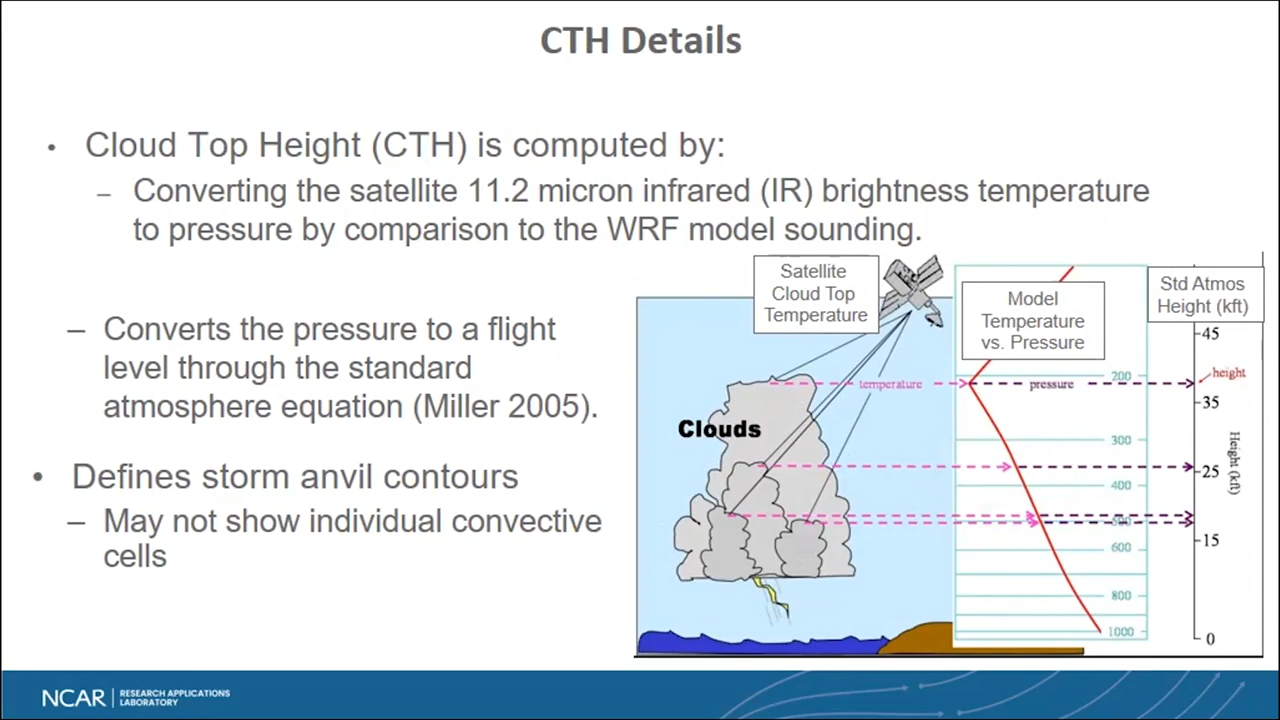 CTH Details
• Cloud Top Height (CTH) is computed by:
– Converting the satellite 11.2 micron infrared (IR) brightness temperature
to pressure by comparison to the WRF model sounding.
– Converts the pressure to a flight
level through the standard
atmosphere equation (Miller 2005).
• Defines storm anvil contours
– May not show individual convective
cells
Satellite
Cloud Top
Temperature
Model
Temperature
vs. Pressure
Std Atmos
Height (kft)
Clouds
temperature
pressure
height
200
300
400
500
600
800
1000
45
35
25
15
0
Height (kft)
NCAR
RESEARCH APPLICATIONS
LABORATORY